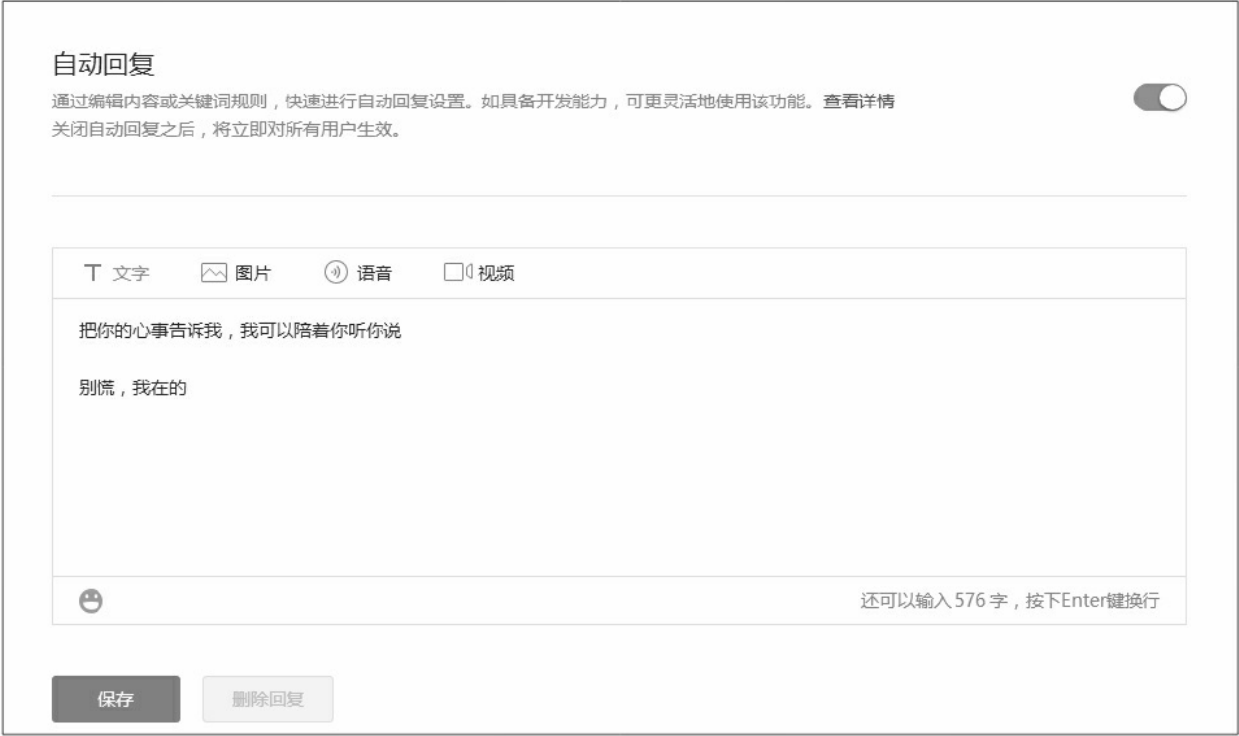 自动回复
通过编辑内容或关键词规则，快速进行自动回复设置。如具备开发能力，可更灵活地使用该功能。查看详情
关闭自动回复之后，将立即对所有用户生效。
文字 图片 语音 视频
把你的心事告诉我，我可以陪着你听你说
别慌，我在的
还可以输入576字，按下Enter键换行
保存 删除回复